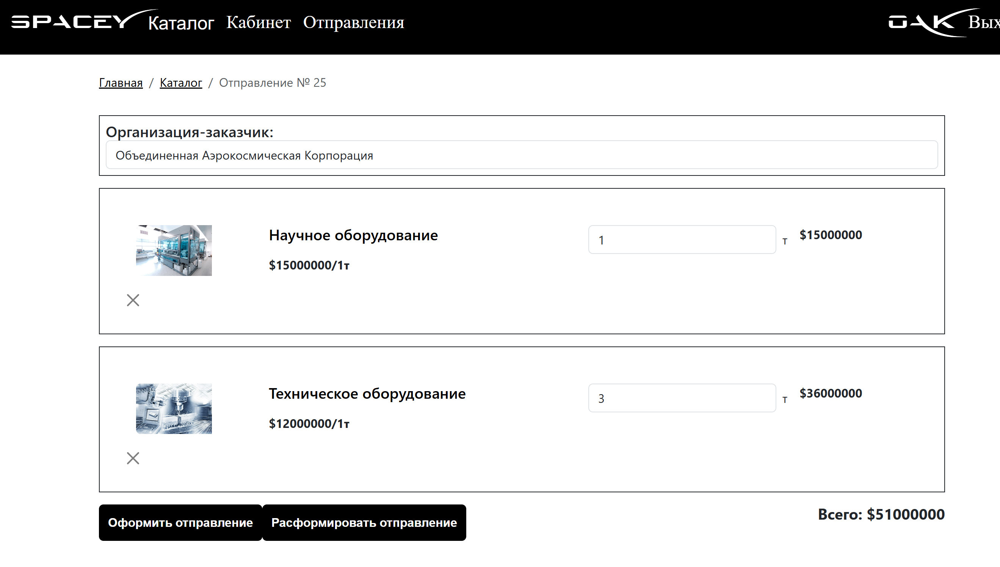 SPACEY Каталог Кабинет Отправления OAK Вых
Главная / Каталог / Отправление № 25
Организация-заказчик:
Объединенная Аэрокосмическая Корпорация
Научное оборудование 1 т $15000000
$15000000/1т
Техническое оборудование 3 т $36000000
$12000000/1т
Оформить отправление Расформировать отправление Всего: $51000000